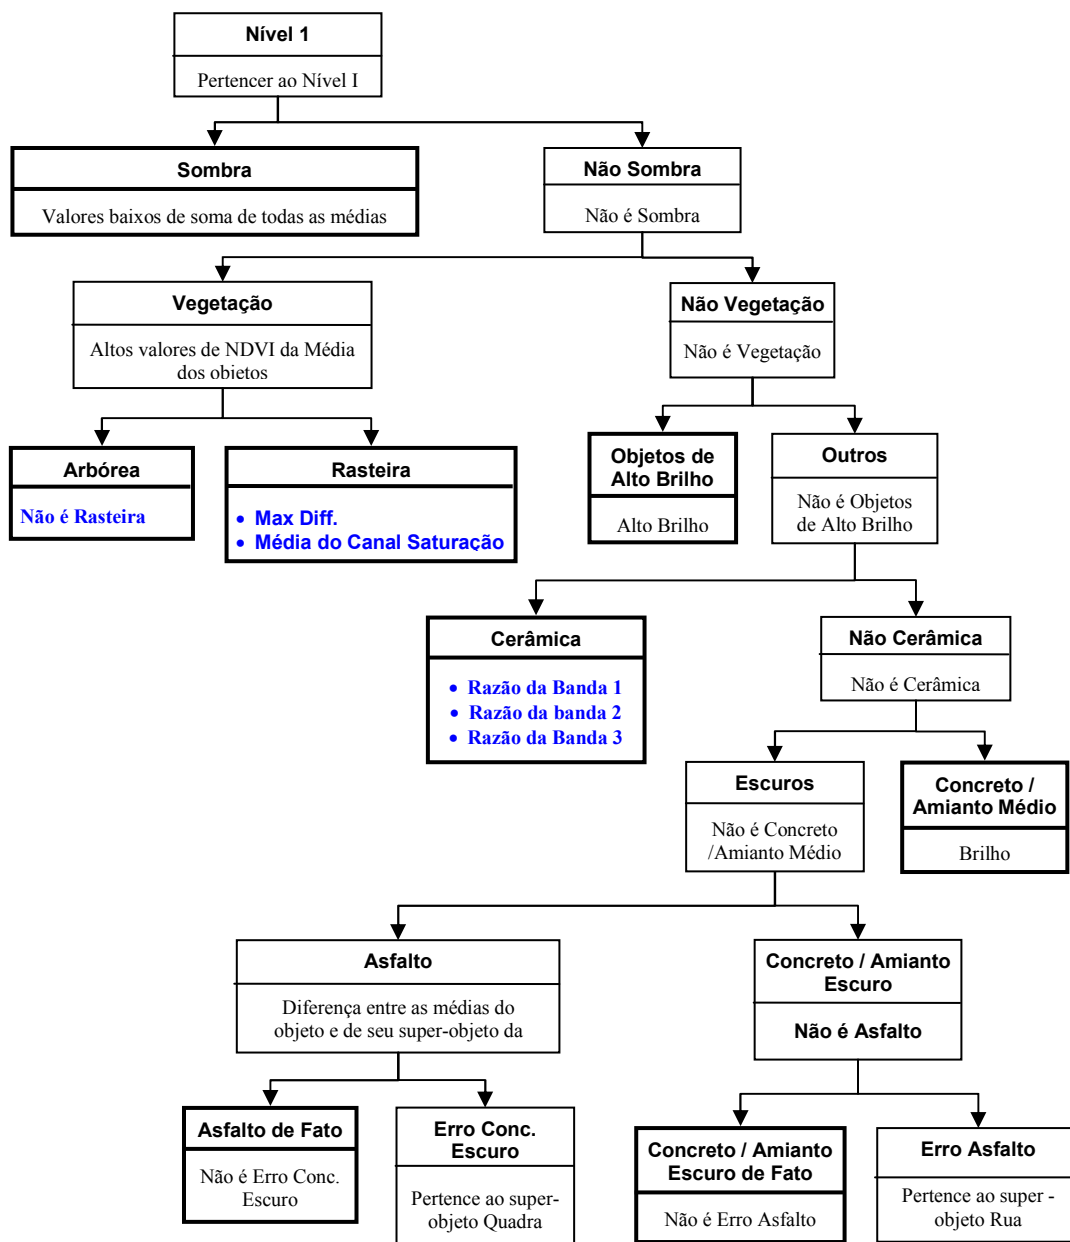 Nível 1
Pertencer ao Nível I
Sombra
Valores baixos de soma de todas as médias
Não Sombra
Não é Sombra
Vegetação
Altos valores de NDVI da Média
dos objetos
Não Vegetação
Não é Vegetação
Arbórea
Não é Rasteira
Rasteira
• Max Diff.
• Média do Canal Saturação
Objetos de
Alto Brilho
Alto Brilho
Outros
Não é Objetos
de Alto Brilho
Cerâmica
• Razão da Banda 1
• Razão da banda 2
• Razão da Banda 3
Não Cerâmica
Não é Cerâmica
Escuros
Não é Concreto
/Amianto Médio
Concreto /
Amianto Médio
Brilho
Asfalto
Diferença entre as médias do
objeto e de seu super-objeto da
Concreto / Amianto
Escuro
Não é Asfalto
Asfalto de Fato
Não é Erro Conc.
Escuro
Erro Conc.
Escuro
Pertence ao super-
objeto Quadra
Concreto / Amianto
Escuro de Fato
Não é Erro Asfalto
Erro Asfalto
Pertence ao super -
objeto Rua